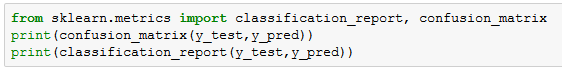 from sklearn.metrics import classification_report, confusion_matrix
print(confusion_matrix(y_test,y_pred))
print(classification_report(y_test,y_pred))